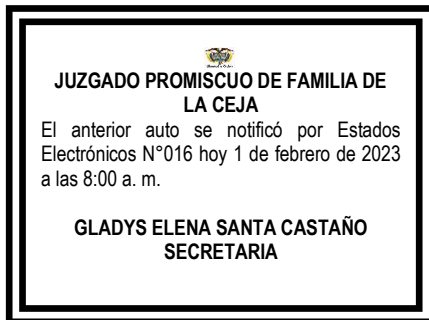 JUZGADO PROMISCUO DE FAMILIA DE
LA CEJA
El anterior auto se notificó por Estados
Electrónicos N°016 hoy 1 de febrero de 2023
a las 8:00 a. m.
GLADYS ELENA SANTA CASTAÑO
SECRETARIA